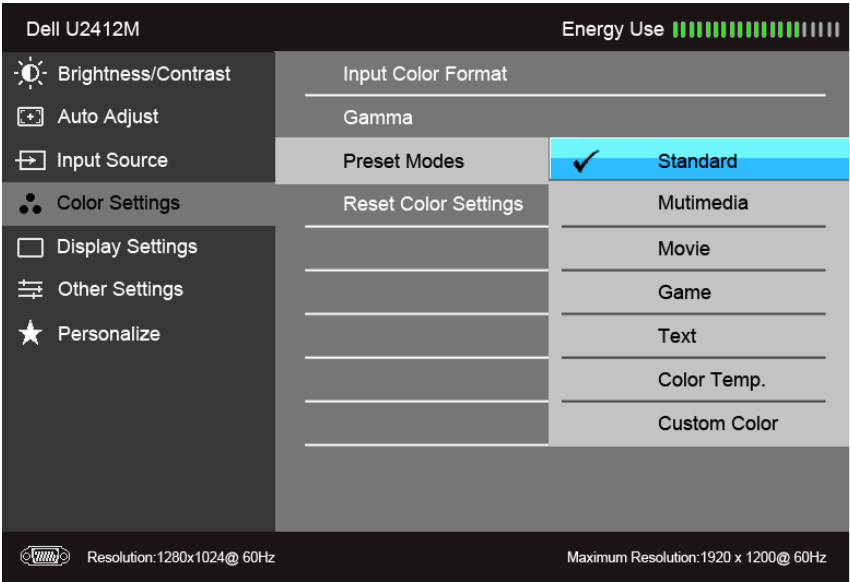 Dell U2412M Energy Use
Brightness/Contrast Input Color Format
Auto Adjust Gamma
Input Source Preset Modes Standard
Color Settings Reset Color Settings Mutimedia
Display Settings Movie
Other Settings Game
Personalize Text
Color Temp.
Custom Color
Resolution:1280x1024@ 60Hz Maximum Resolution:1920 x 1200@ 60Hz